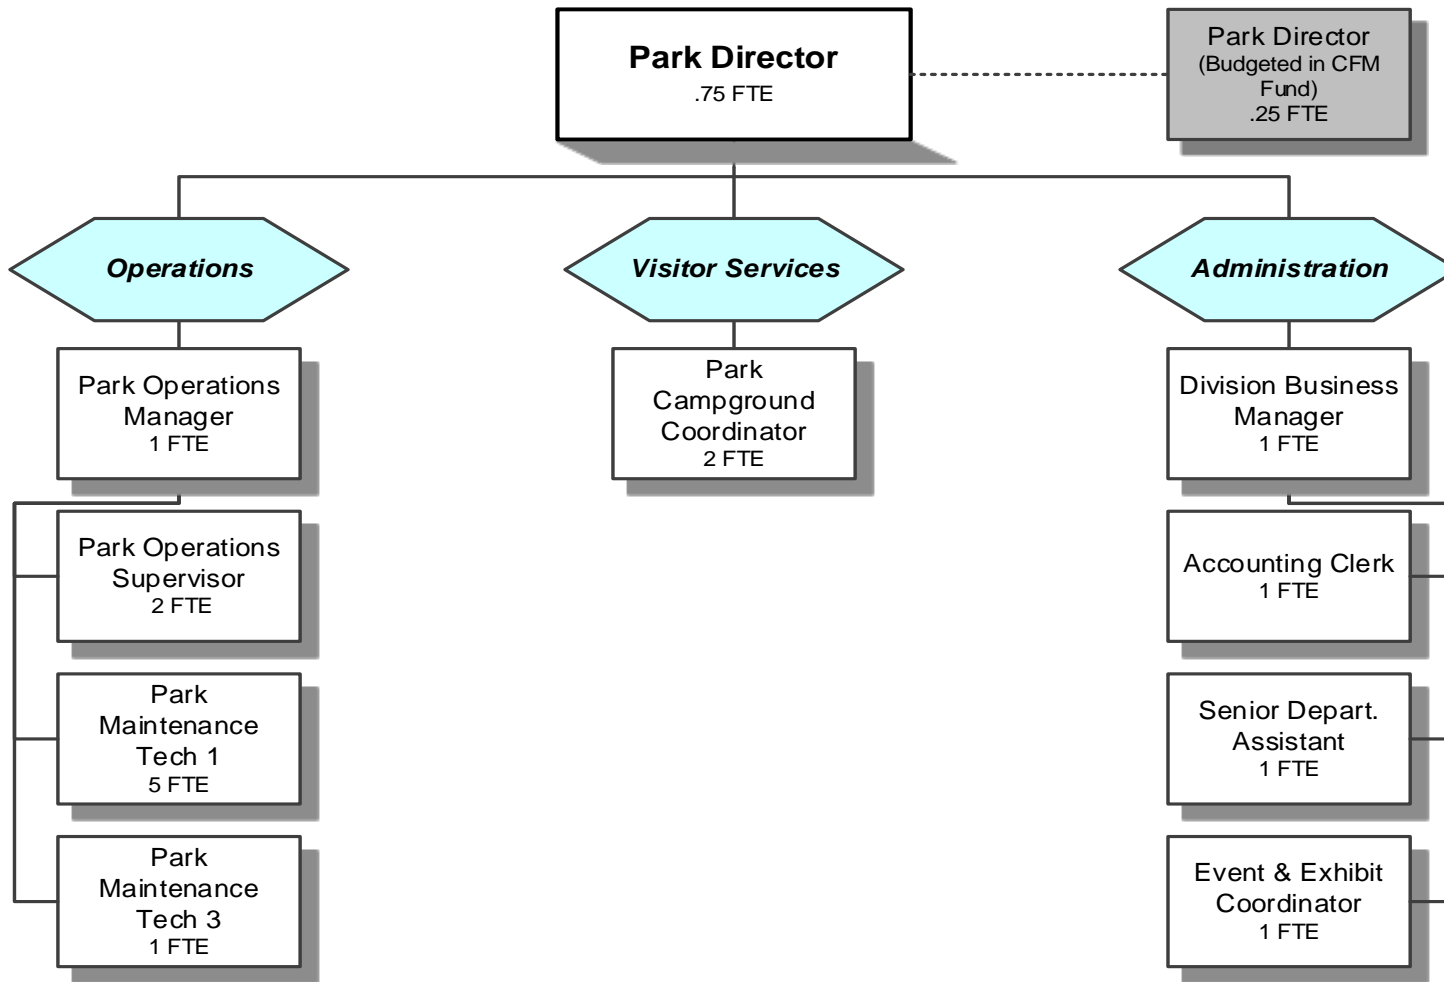 Park Director
.75 FTE
Park Director
(Budgeted in CFM
Fund)
.25 FTE
Operations
Visitor Services
Administration
Park Operations
Manager
1 FTE
Park
Campground
Coordinator
2 FTE
Division Business
Manager
1 FTE
Park Operations
Supervisor
2 FTE
Accounting Clerk
1 FTE
Park
Maintenance
Tech 1
5 FTE
Senior Depart.
Assistant
1 FTE
Park
Maintenance
Tech 3
1 FTE
Event & Exhibit
Coordinator
1 FTE